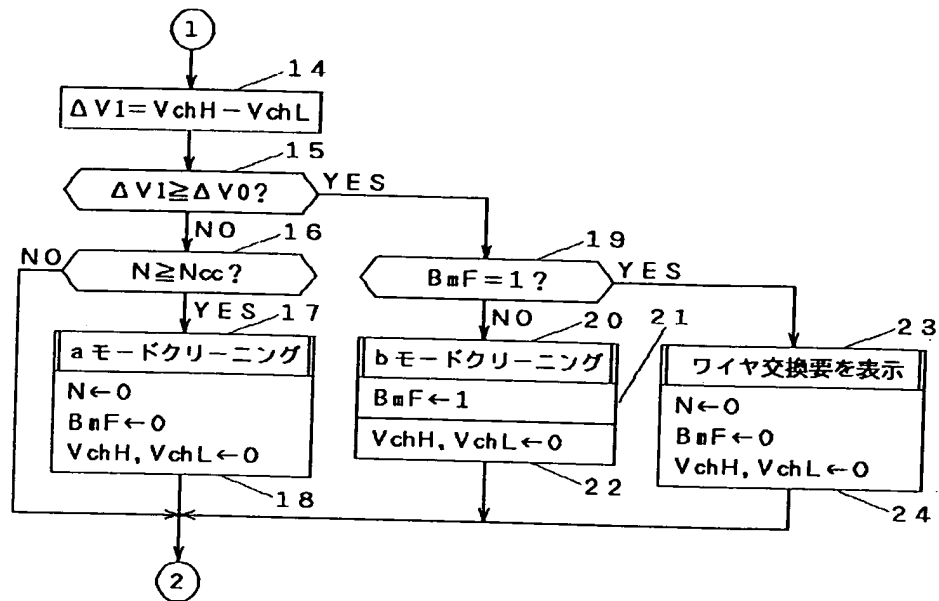 1
14
ΔV1=VchH−VchL
15
ΔV1≧ΔV0?
YES
NO
16
NO
N≧Ncc?
YES
17
aモードクリーニング
N←0
BmF←0
VchH, VchL←0
18
19
BmF=1?
YES
NO
20
21
bモードクリーニング
BmF←1
VchH, VchL←0
22
23
ワイヤ交換要を表示
N←0
BmF←0
VchH, VchL←0
24
2